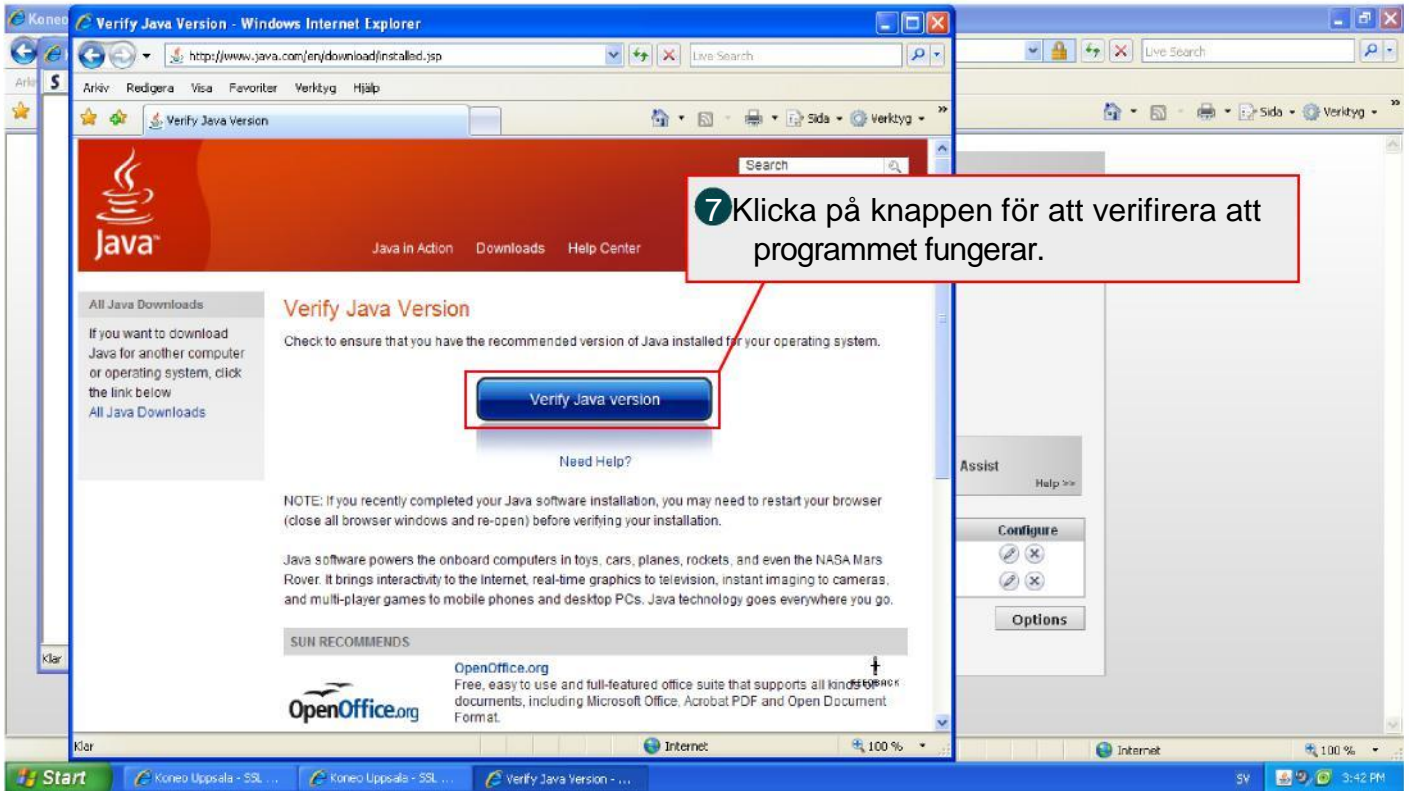 Koneo
Verify Java Version - Windows Internet Explorer
http://www.java.com/en/download/installed.jsp
Live Search
Live Search
Arkiv Redigera Visa Favoriter Verktyg Hjälp
Verify Java Version
Sida
Verktyg
Sida
Verktyg
Search
Java
Java in Action Downloads Help Center
7 Klicka på knappen för att verifirera att
programmet fungerar.
All Java Downloads
If you want to download
Java for another computer
or operating system, click
the link below
All Java Downloads
Verify Java Version
Check to ensure that you have the recommended version of Java installed for your operating system.
Verify Java version
Need Help?
NOTE: If you recently completed your Java software installation, you may need to restart your browser
(close all browser windows and re-open) before verifying your installation.
Java software powers the onboard computers in toys, cars, planes, rockets, and even the NASA Mars
Rover. It brings interactivity to the Internet, real-time graphics to television, instant imaging to cameras,
and multi-player games to mobile phones and desktop PCs. Java technology goes everywhere you go.
SUN RECOMMENDS
OpenOffice.org
OpenOffice.org
Free, easy to use and full-featured office suite that supports all kinds of
documents, including Microsoft Office, Acrobat PDF and Open Document
Format.
FEEDBACK
Assist
Help >>
Configure
Options
Klar
Klar
Internet
100 %
Internet
100 %
Start
Koneo Uppsala - SSL ...
Koneo Uppsala - SSL ...
Verify Java Version - ...
SV
3:42 PM